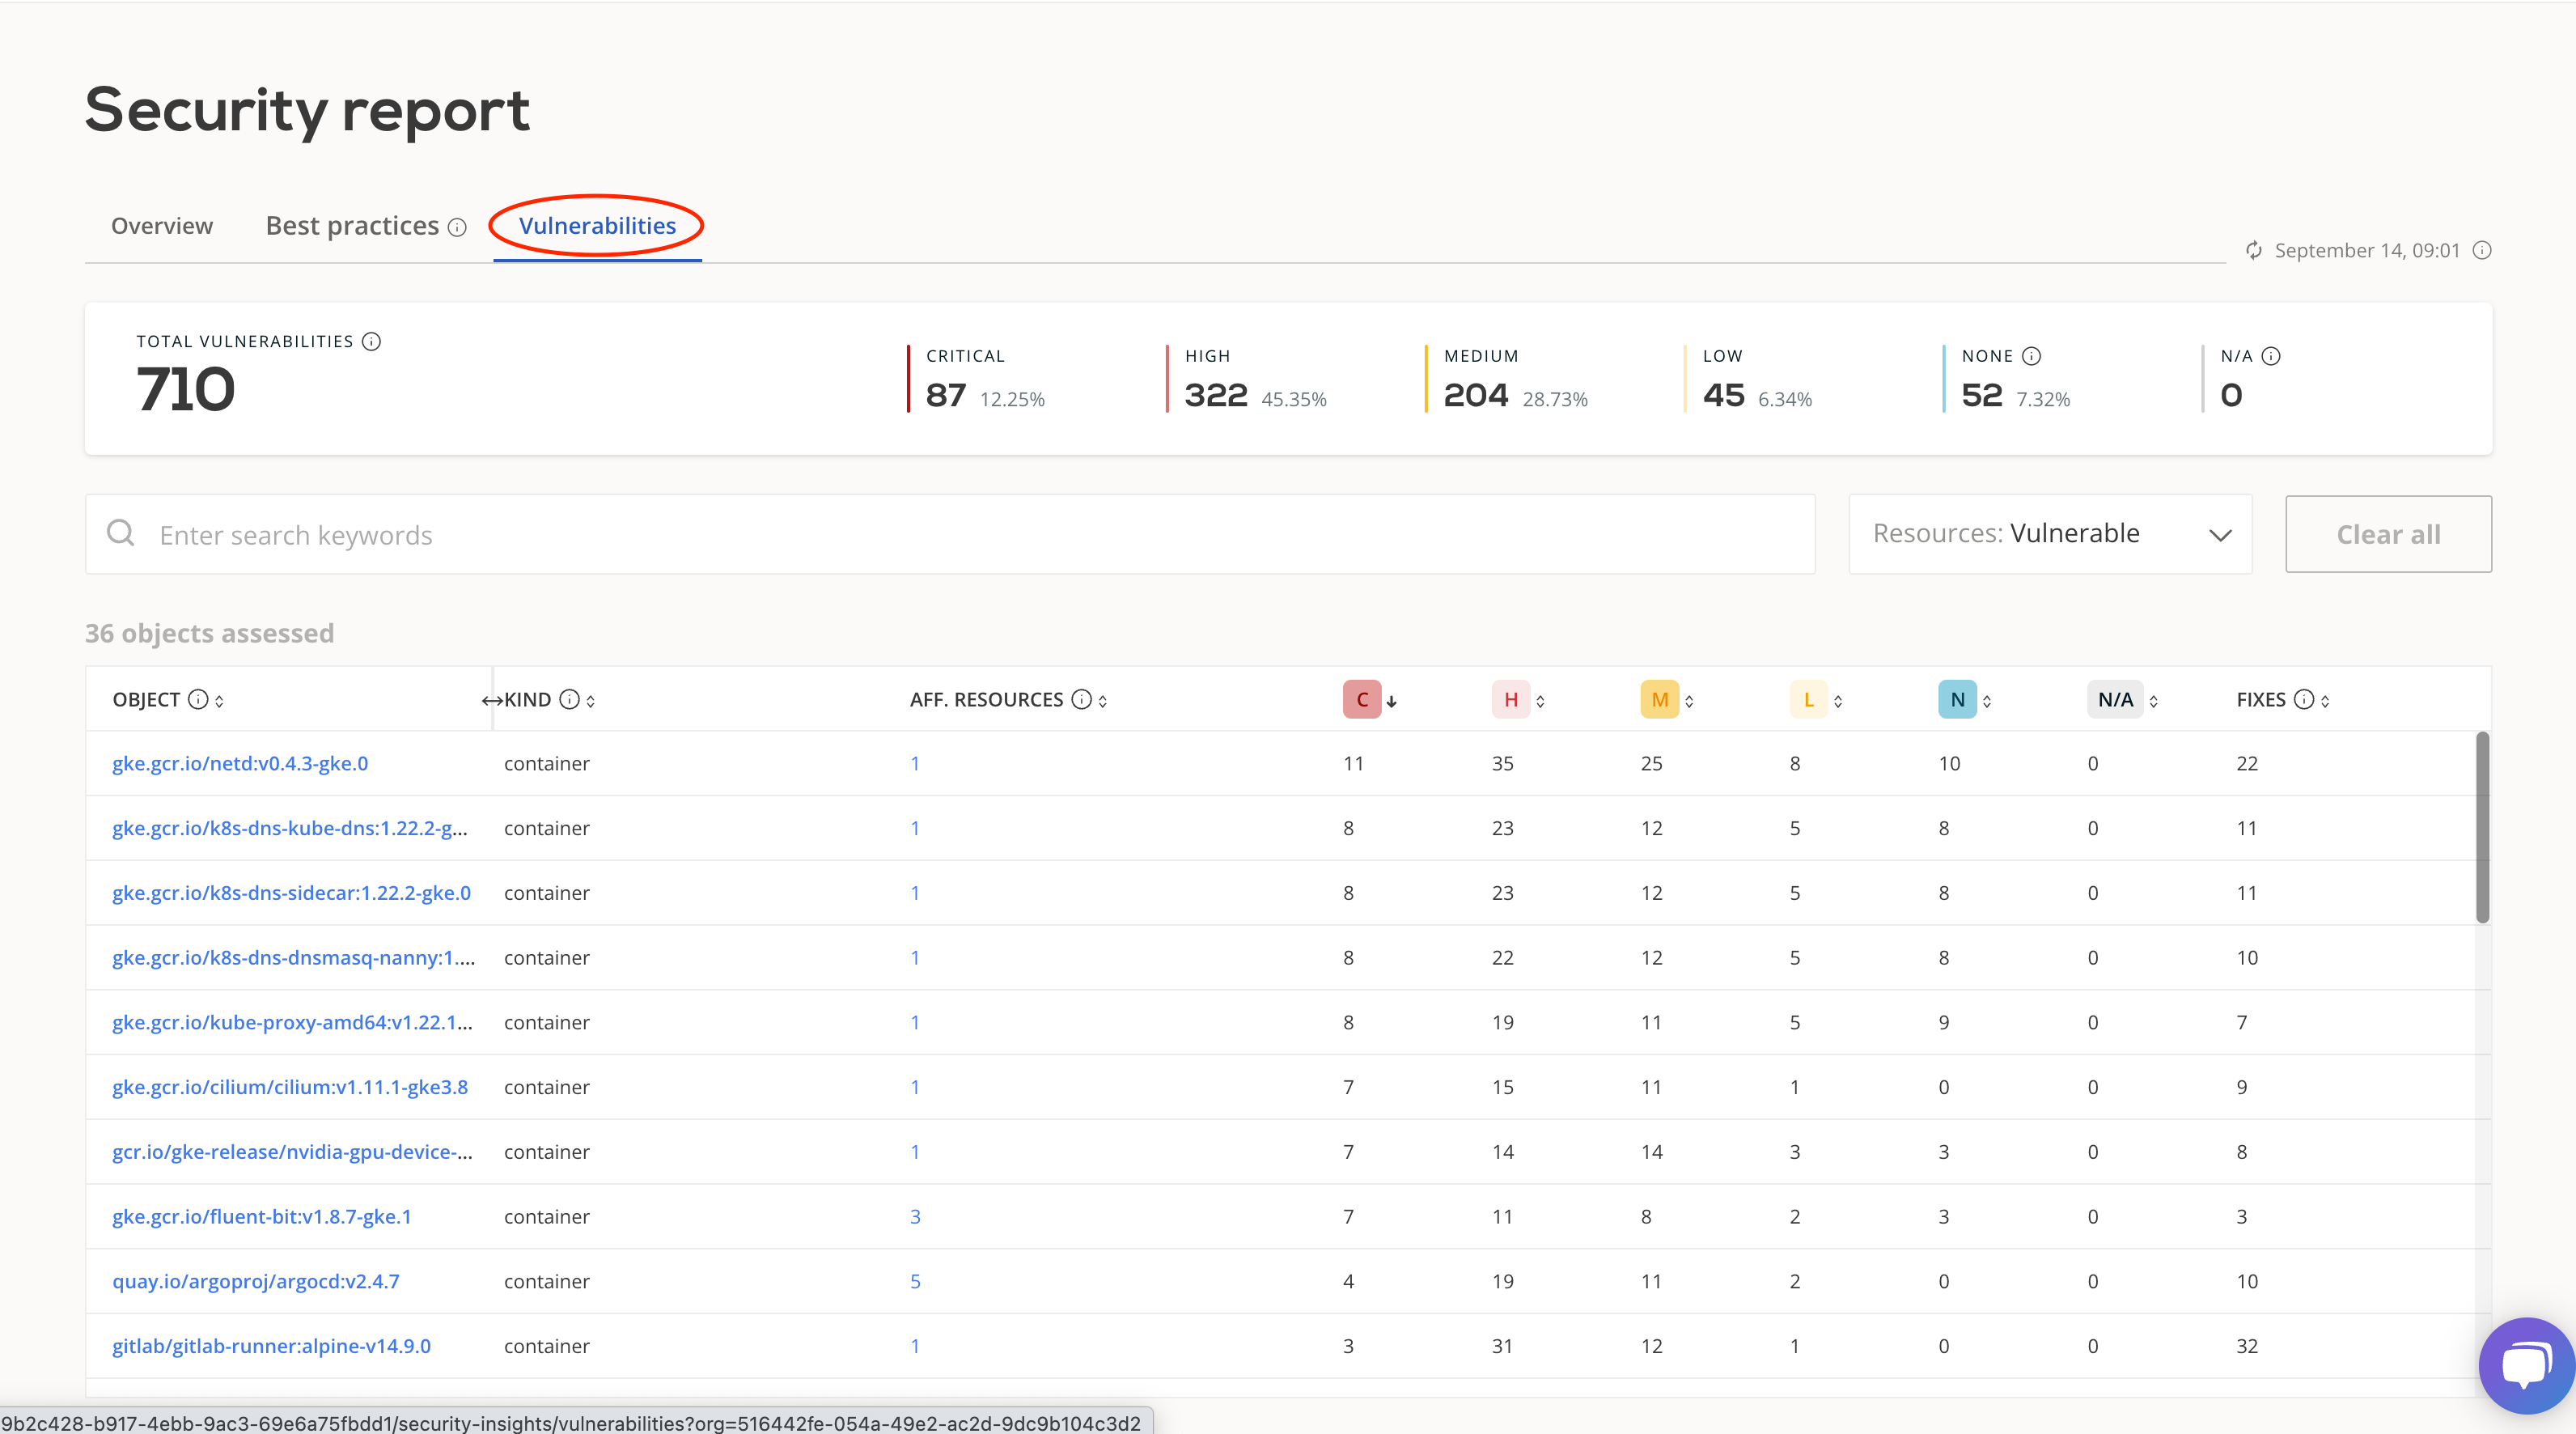 Security report
Overview Best practices Vulnerabilities
September 14, 09:01
TOTAL VULNERABILITIES
710
CRITICAL HIGH MEDIUM LOW NONE N/A
87 12.25% 322 45.35% 204 28.73% 45 6.34% 52 7.32% 0
Enter search keywords Resources: Vulnerable Clear all
36 objects assessed
OBJECT KIND AFF. RESOURCES C H M L N N/A FIXES
gke.gcr.io/netd:v0.4.3-gke.0 container 1 11 35 25 8 10 0 22
gke.gcr.io/k8s-dns-kube-dns:1.22.2-g... container 1 8 23 12 5 8 0 11
gke.gcr.io/k8s-dns-sidecar:1.22.2-gke.0 container 1 8 23 12 5 8 0 11
gke.gcr.io/k8s-dns-dnsmasq-nanny:1.... container 1 8 22 12 5 8 0 10
gke.gcr.io/kube-proxy-amd64:v1.22.1... container 1 8 19 11 5 9 0 7
gke.gcr.io/cilium/cilium:v1.11.1-gke3.8 container 1 7 15 11 1 0 0 9
gcr.io/gke-release/nvidia-gpu-device-... container 1 7 14 14 3 3 0 8
gke.gcr.io/fluent-bit:v1.8.7-gke.1 container 3 7 11 8 2 3 0 3
quay.io/argoproj/argocd:v2.4.7 container 5 4 19 11 2 0 0 10
gitlab/gitlab-runner:alpine-v14.9.0 container 1 3 31 12 1 0 0 32
9b2c428-b917-4ebb-9ac3-69e6a75fbdd1/security-insights/vulnerabilities?org=516442fe-054a-49e2-ac2d-9dc9b104c3d2